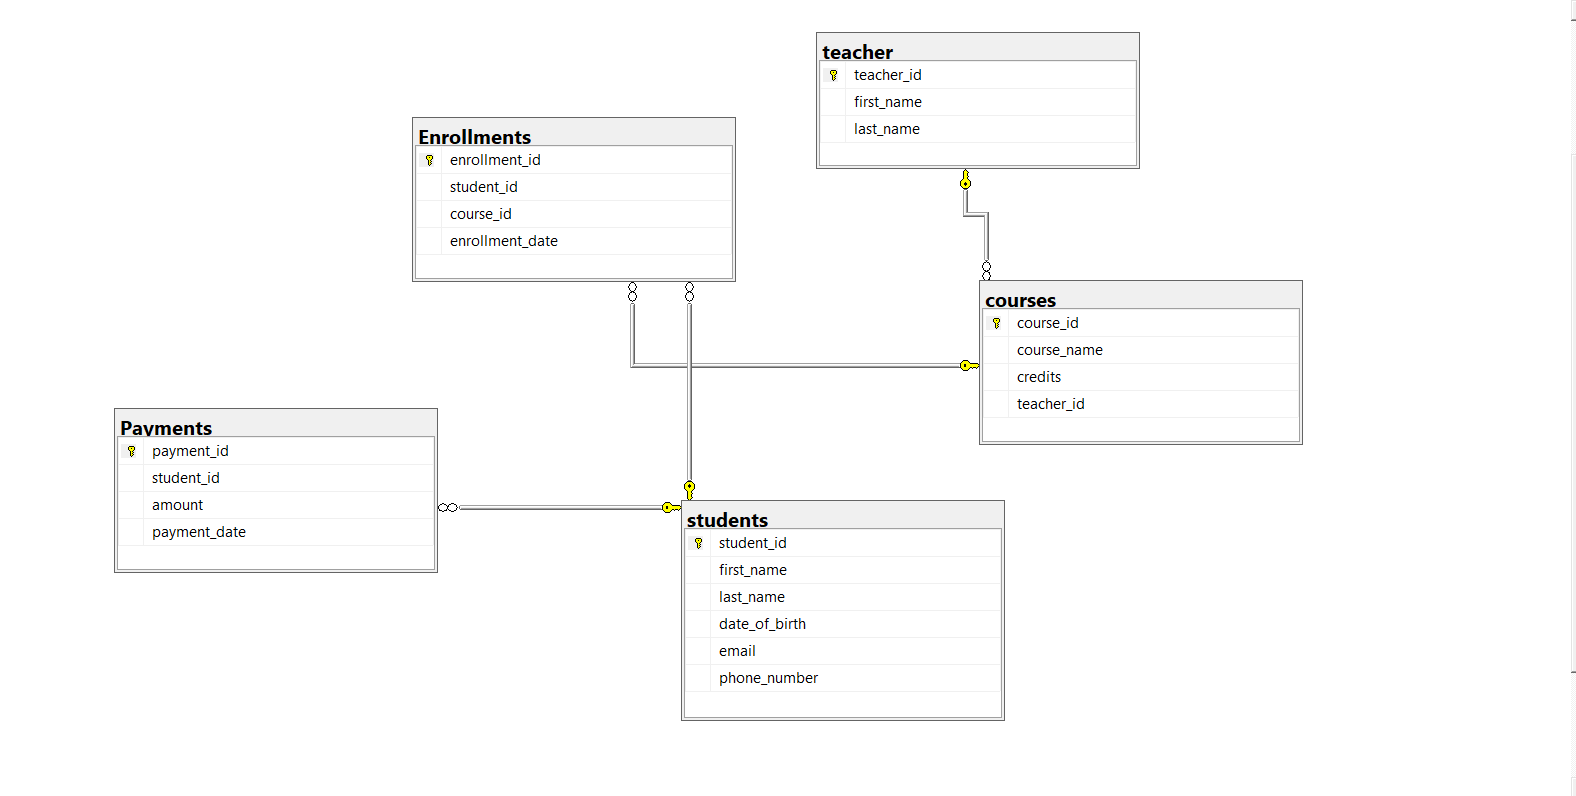 teacher
teacher_id
first_name
last_name
Enrollments
enrollment_id
student_id
course_id
enrollment_date
courses
course_id
course_name
credits
teacher_id
Payments
payment_id
student_id
amount
payment_date
students
student_id
first_name
last_name
date_of_birth
email
phone_number